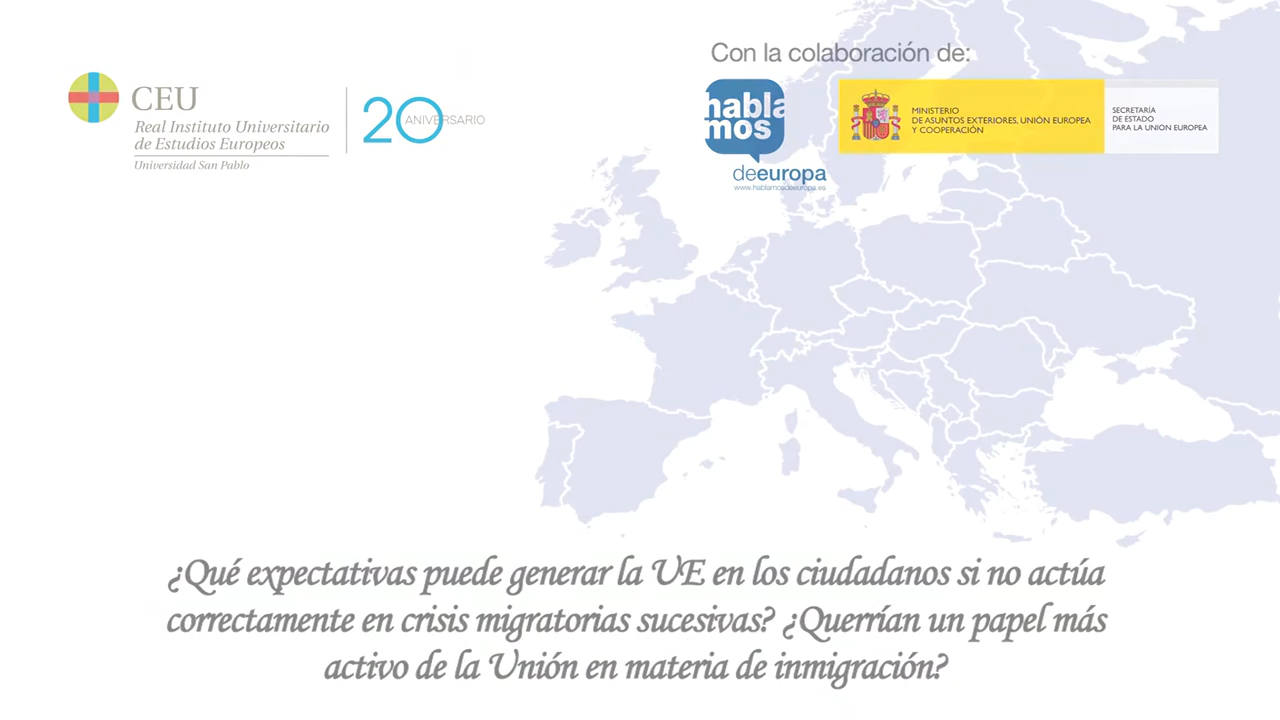 CEU
Real Instituto Universitario
de Estudios Europeos
Universidad San Pablo
20 ANIVERSARIO
Con la colaboración de:
hablamos
deeuropa
www.hablamosdeeuropa.es
MINISTERIO
DE ASUNTOS EXTERIORES, UNIÓN EUROPEA
Y COOPERACIÓN
SECRETARÍA
DE ESTADO
PARA LA UNIÓN EUROPEA
¿Qué expectativas puede generar la UE en los ciudadanos si no actúa
correctamente en crisis migratorias sucesivas? ¿Querrían un papel más
activo de la Unión en materia de inmigración?